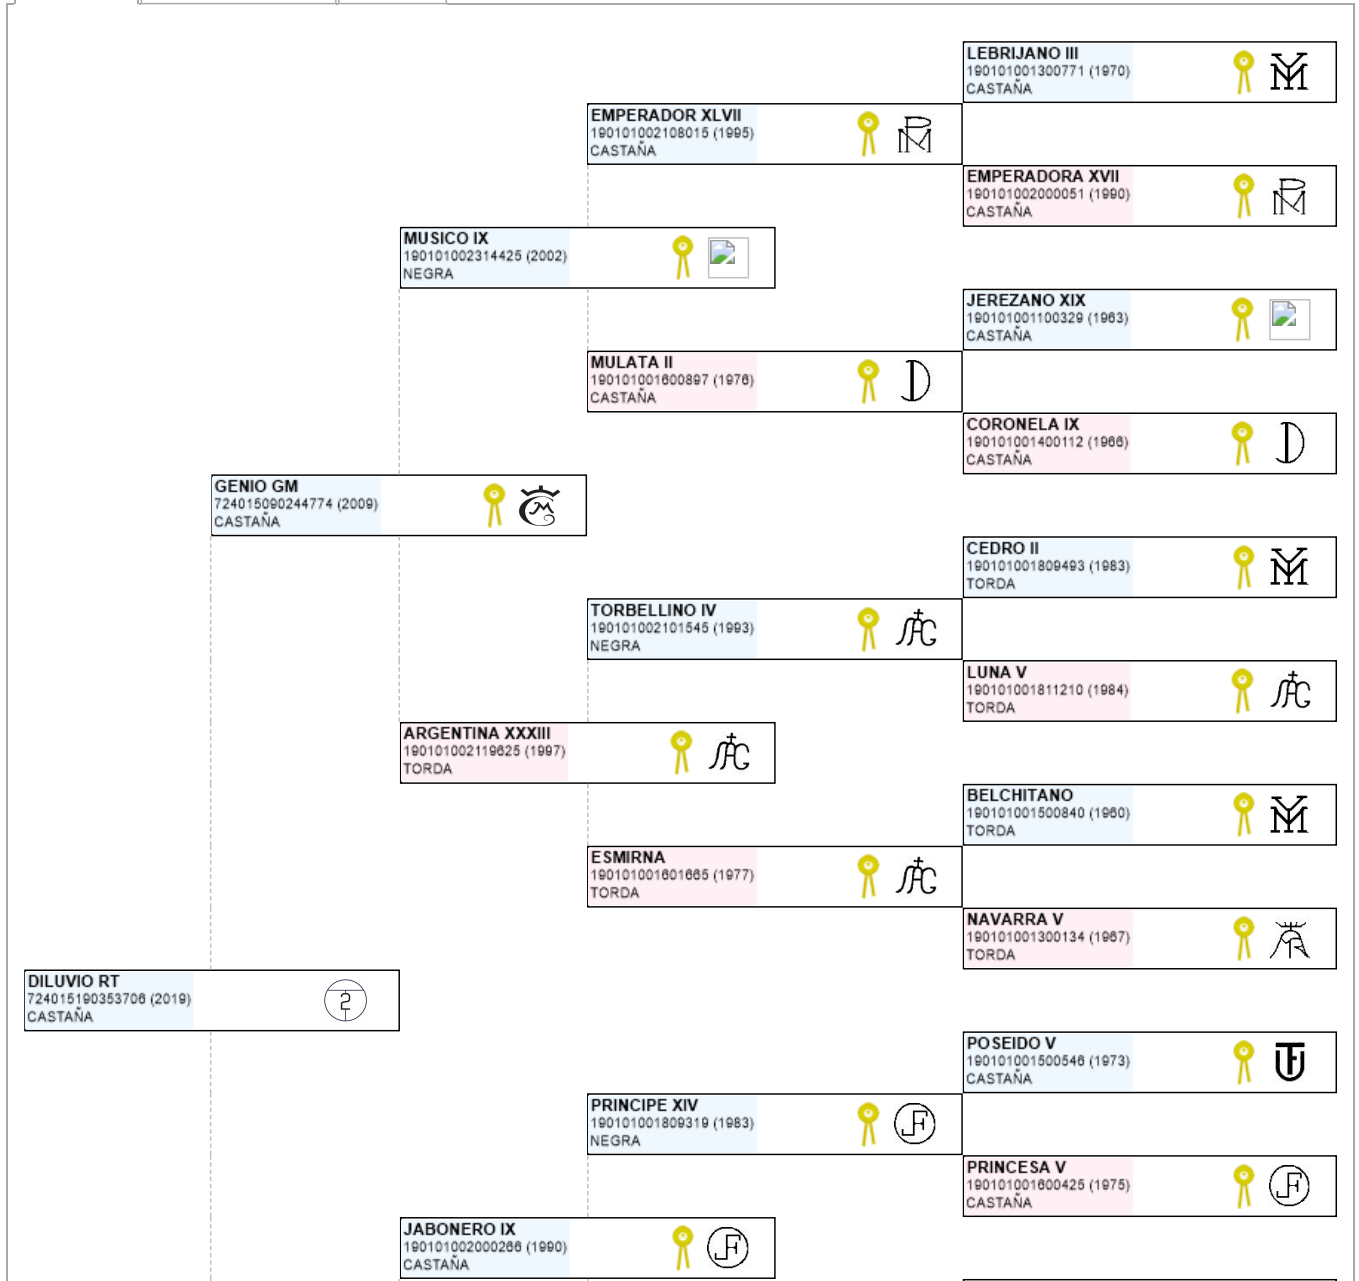 LEBRIJANO III
190101001300771 (1970)
CASTAÑA
EMPERADOR XLVII
190101002108015 (1995)
CASTAÑA
EMPERADORA XVII
190101002000051 (1990)
CASTAÑA
MUSICO IX
190101002314425 (2002)
NEGRA
JEREZANO XIX
190101001100329 (1963)
CASTAÑA
MULATA II
190101001600897 (1976)
CASTAÑA
CORONELA IX
190101001400112 (1966)
CASTAÑA
GENIO GM
724015090244774 (2009)
CASTAÑA
CEDRO II
190101001809493 (1983)
TORDA
TORBELLINO IV
190101002101545 (1993)
NEGRA
LUNA V
190101001811210 (1984)
TORDA
ARGENTINA XXXIII
190101002119625 (1997)
TORDA
BELCHITANO
190101001500840 (1960)
TORDA
ESMIRNA
190101001601665 (1977)
TORDA
NAVARRA V
190101001300134 (1967)
TORDA
DILUVIO RT
724015190353706 (2019)
CASTAÑA
POSEIDO V
190101001500546 (1973)
CASTAÑA
PRINCIPE XIV
190101001809319 (1983)
NEGRA
PRINCESA V
190101001600425 (1975)
CASTAÑA
JABONERO IX
190101002000266 (1990)
CASTAÑA